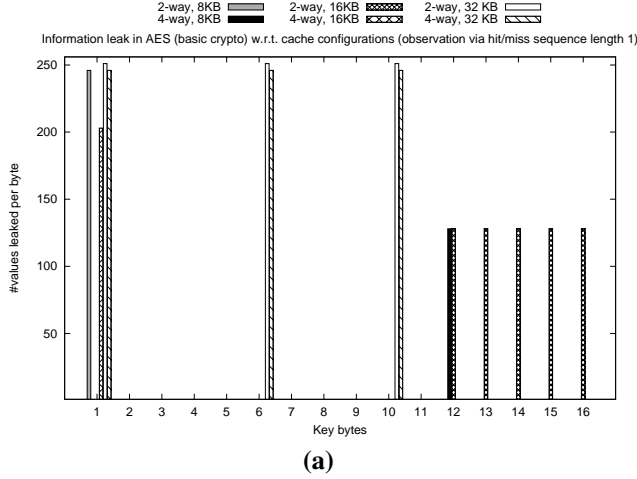 2-way, 8KB 2-way, 16KB 2-way, 32 KB
4-way, 8KB 4-way, 16KB 4-way, 32 KB
Information leak in AES (basic crypto) w.r.t. cache configurations (observation via hit/miss sequence length 1)
250
200
150
100
50
#values leaked per byte
1 2 3 4 5 6 7 8 9 10 11 12 13 14 15 16
Key bytes
(a)